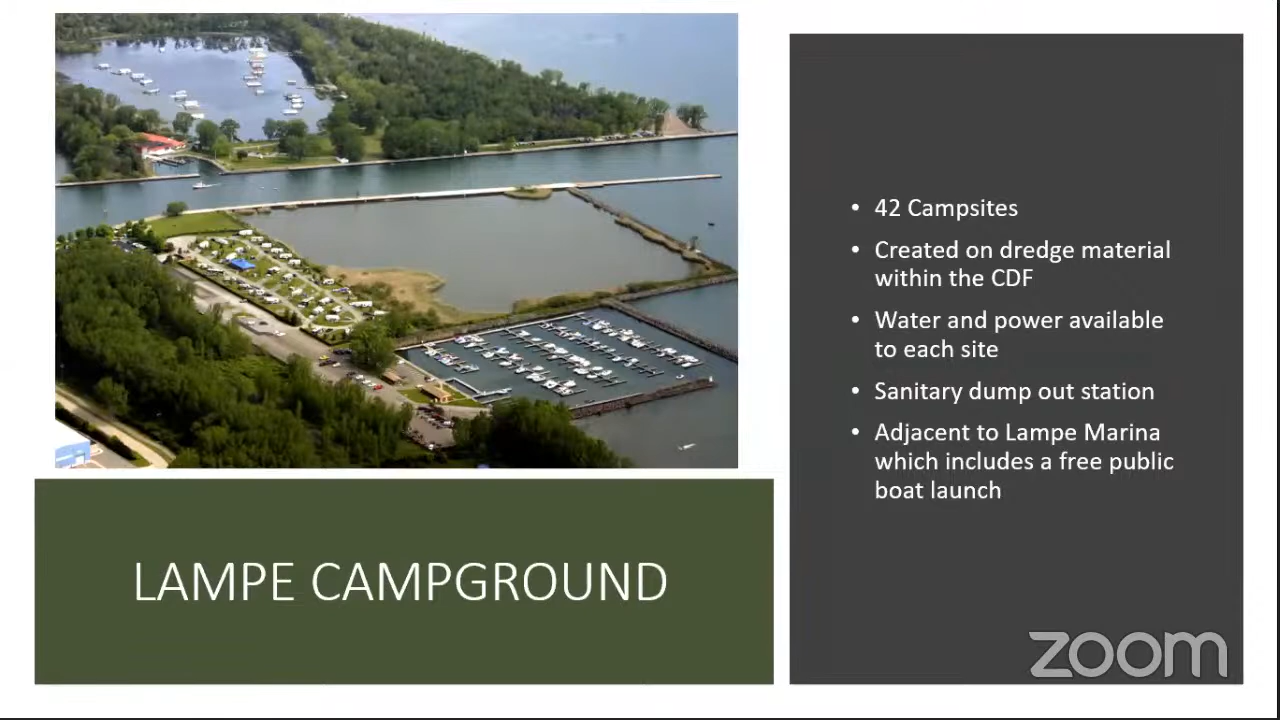 LAMPE CAMPGROUND
• 42 Campsites
• Created on dredge material
within the CDF
• Water and power available
to each site
• Sanitary dump out station
• Adjacent to Lampe Marina
which includes a free public
boat launch
zoom